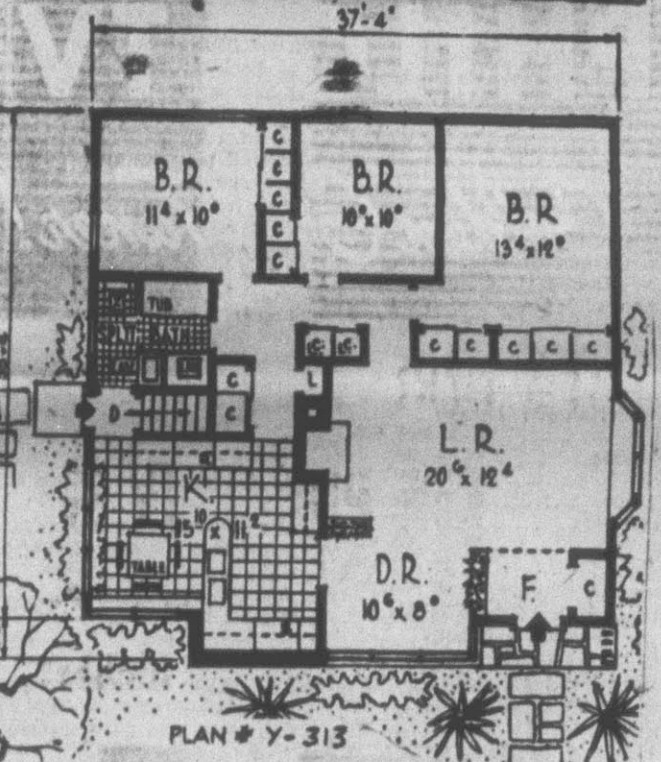 37'-4"
B.R.
11⁴ x 10⁰
C
C
C
C
C
B.R.
10⁰ x 10⁰
B.R
13⁴ x 12⁰
TUB
SPLIT BATH
C
C
L
C
C
C
C
C
C
C
D
L.R.
20⁶ x 12⁴
K.
15¹⁰ x 11²
TABLE
D.R.
10⁶ x 8⁰
F.
C
PLAN # Y-313